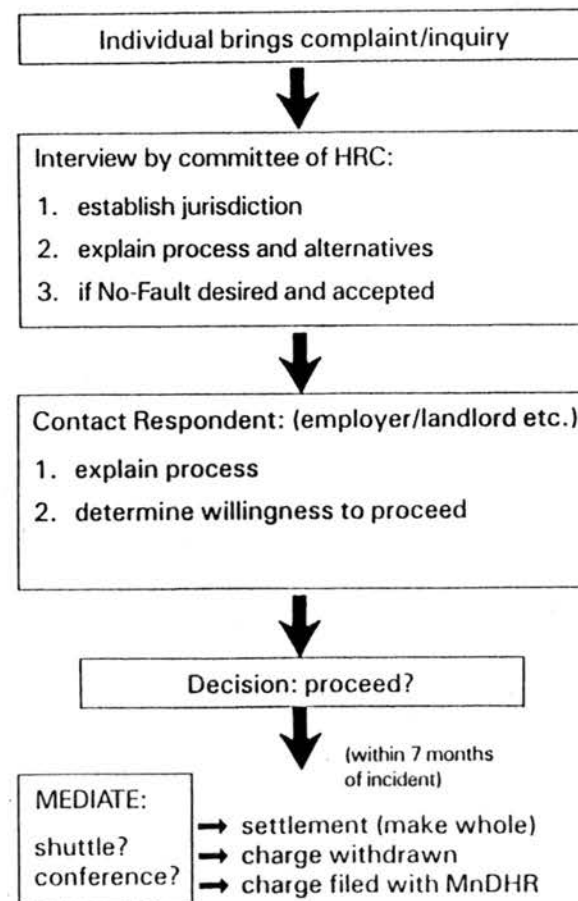 Individual brings complaint/inquiry
Interview by committee of HRC:
1. establish jurisdiction
2. explain process and alternatives
3. if No-Fault desired and accepted
Contact Respondent: (employer/landlord etc.)
1. explain process
2. determine willingness to proceed
Decision: proceed?
(within 7 months
of incident)
MEDIATE:
shuttle?
conference?
→ settlement (make whole)
→ charge withdrawn
→ charge filed with MnDHR